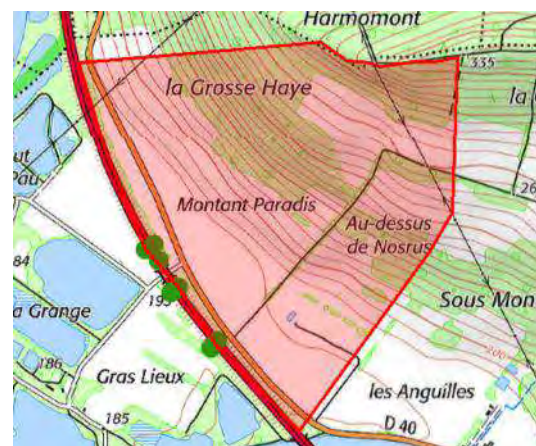 Harmomont
335
la Grosse Haye
la
Pau
26
Montant Paradis
Au-dessus
de Nosrus
84
195
Sous Mon
a Grange
186
200
Gras Lieux
les Anguilles
185
D 40